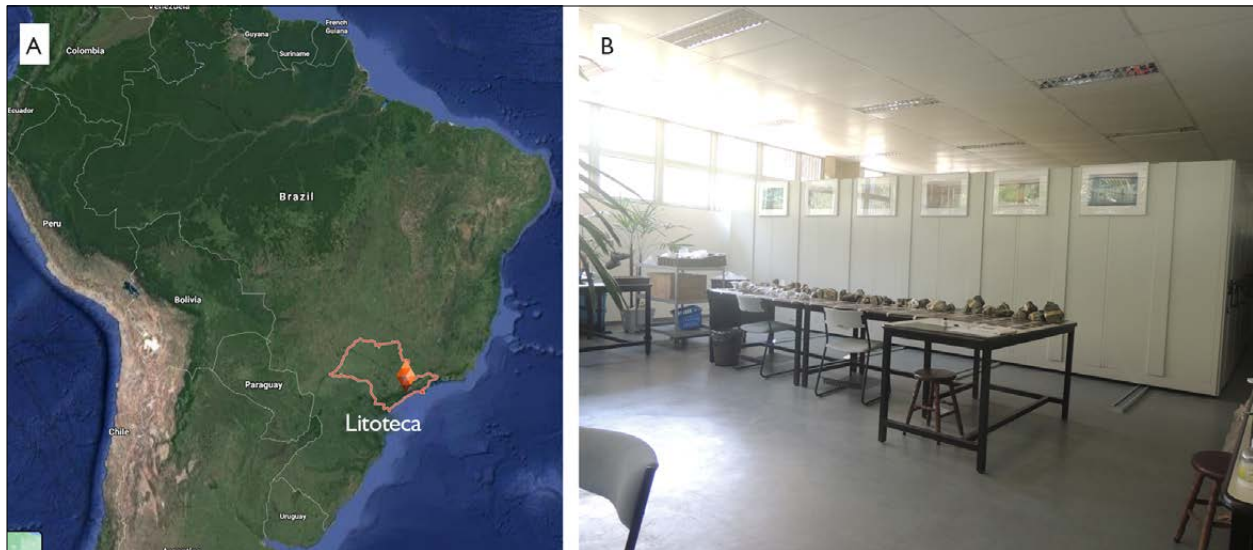 A
Venezuela
Guyana
French
Guiana
Suriname
Colombia
Ecuador
Brazil
Peru
Bolivia
Paraguay
Chile
Litoteca
Uruguay
B